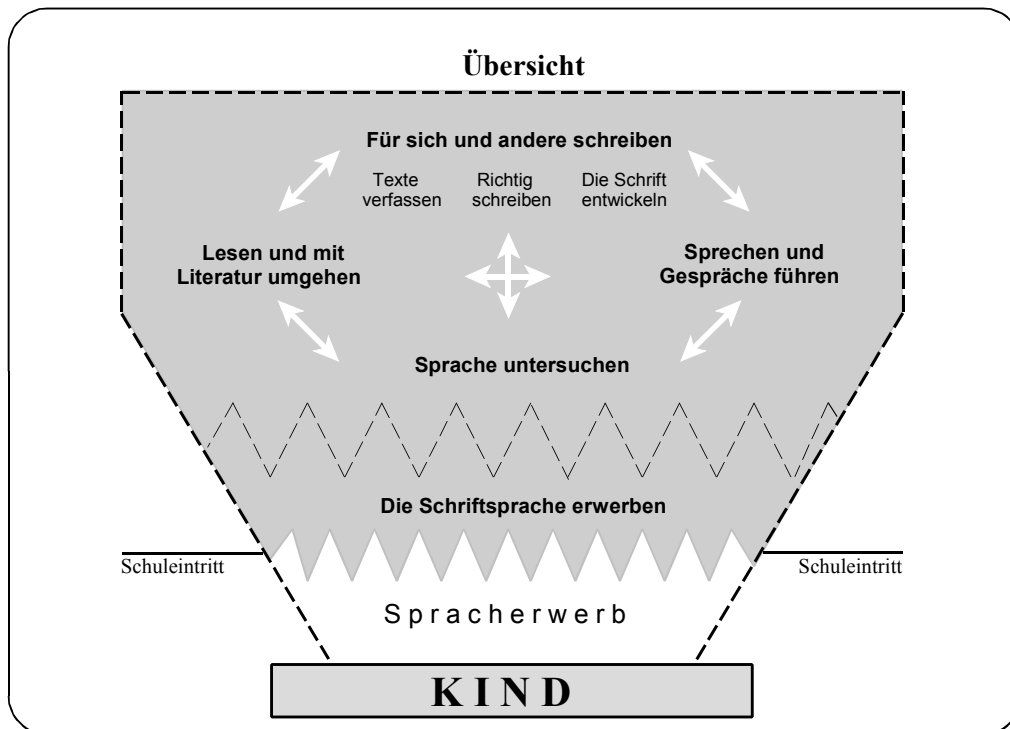 Übersicht
Für sich und andere schreiben
Texte verfassen
Richtig schreiben
Die Schrift entwickeln
Lesen und mit
Literatur umgehen
Sprechen und
Gespräche führen
Sprache untersuchen
Die Schriftsprache erwerben
Schuleintritt
Schuleintritt
Spracherwerb
KIND